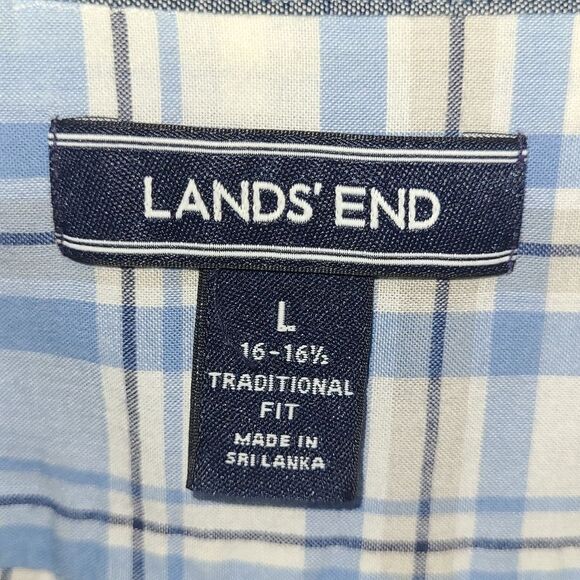 LANDS' END
L
16-16½
TRADITIONAL
FIT
MADE IN
SRI LANKA